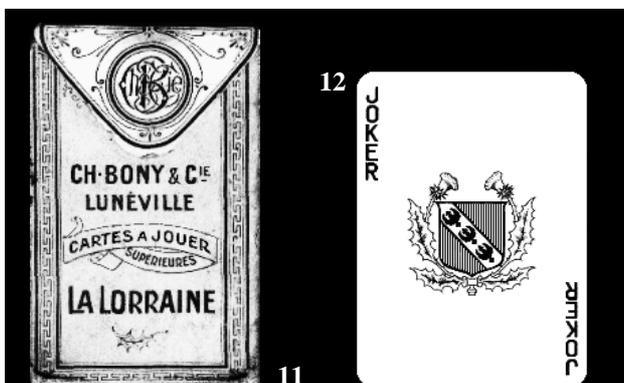 CH·BONY & CIE
LUNÉVILLE
CARTES A JOUER
SUPÉRIEURES
LA LORRAINE
11
12
JOKER
JOKER